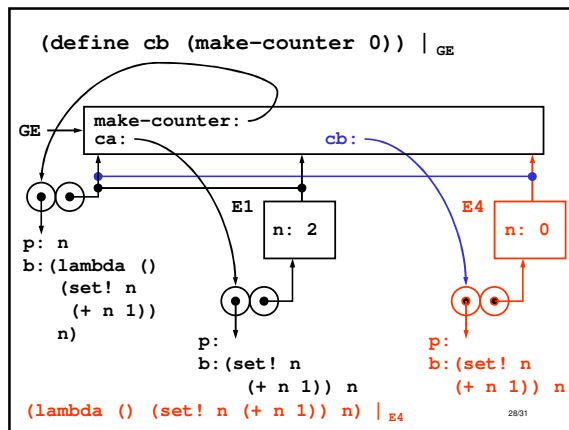 (define cb (make-counter 0)) | GE
make-counter:
GE
ca:
cb:
E1
n: 2
E4
n: 0
p: n
b:(lambda ()
(set! n
(+ n 1))
n)
p:
b:(set! n
(+ n 1)) n
p:
b:(set! n
(+ n 1)) n
(lambda () (set! n (+ n 1)) n) | E4
28/31